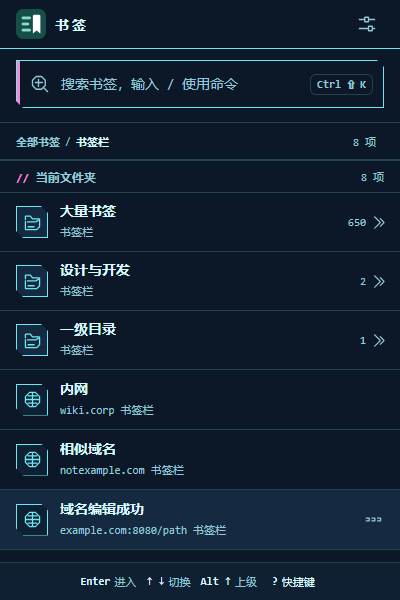 书签
搜索书签，输入 / 使用命令 Ctrl ⇧ K
全部书签 / 书签栏 8 项
// 当前文件夹 8 项
大量书签
书签栏 650
设计与开发
书签栏 2
一级目录
书签栏 1
内网
wiki.corp 书签栏
相似域名
notexample.com 书签栏
域名编辑成功
example.com:8080/path 书签栏
Enter 进入 ↑ ↓ 切换 Alt ↑ 上级 ? 快捷键